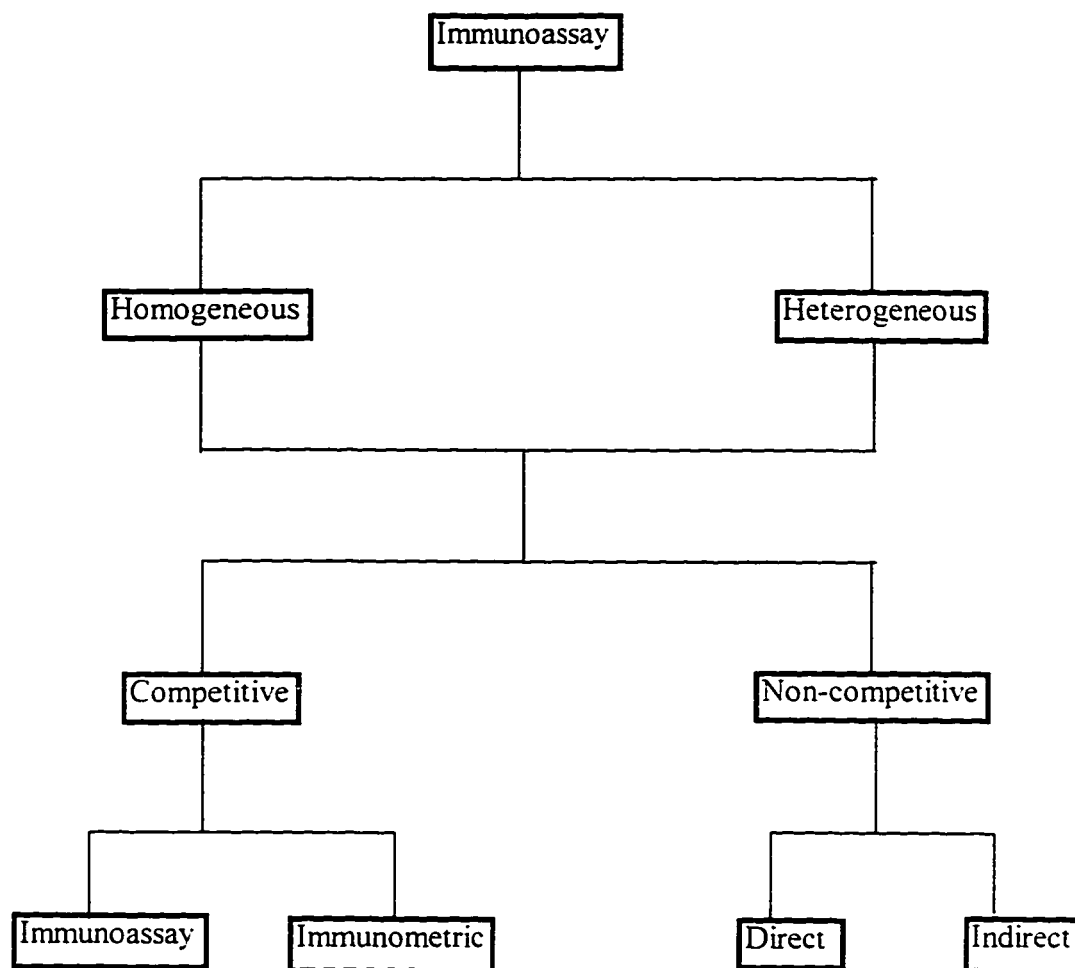 Immunoassay
Homogeneous
Heterogeneous
Competitive
Non-competitive
Immunoassay
Immunometric
Direct
Indirect